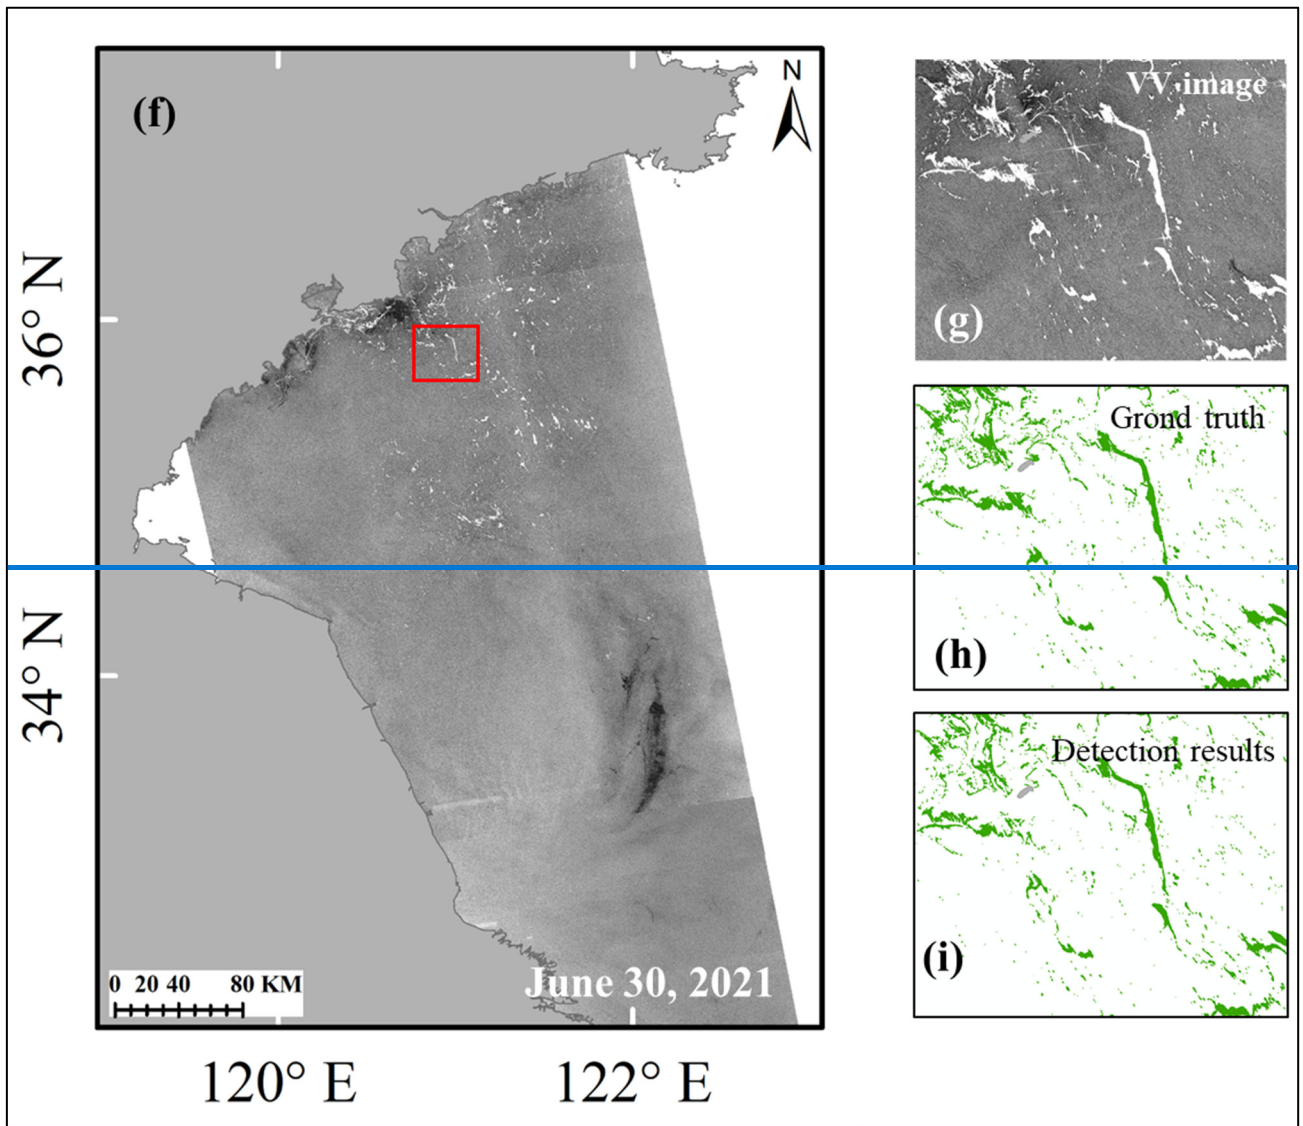 (f)
N
36° N
34° N
0 20 40 80 KM
June 30, 2021
120° E 122° E
VV image
(g)
Grond truth
(h)
Detection results
(i)